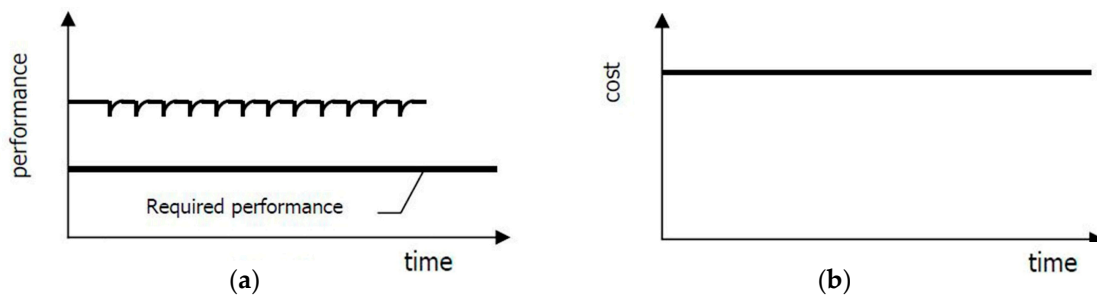 performance
Required performance
time
(a)
cost
time
(b)